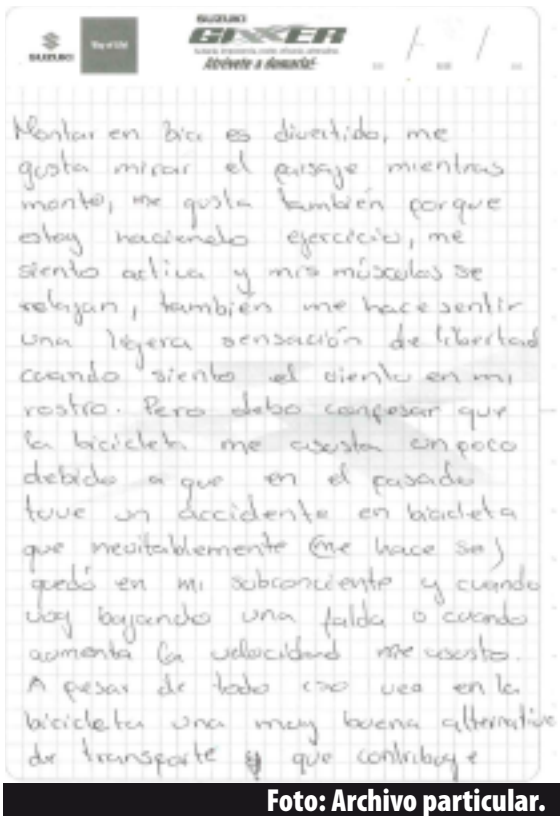 SUZUKI
SUZUKI
Way of Life!
GIXXER
Atrévete a domarla!
Montar en bici es divertido, me
gusta mirar el paisaje mientras
monto, me gusta también porque
estoy haciendo ejercicio, me
siento activa y mis músculos se
relajan, también me hace sentir
una ligera sensación de libertad
cuando siento el viento en mi
rostro. Pero debo confesar que
la bicicleta me asusta un poco
debido a que en el pasado
tuve un accidente en bicicleta
que inevitablemente (me hace se)
quedó en mi subconciente y cuando
voy bajando una falda o cuando
aumenta la velocidad me asusto.
A pesar de todo eso veo en la
bicicleta una muy buena alternativa
de transporte y que contribuye
Foto: Archivo particular.